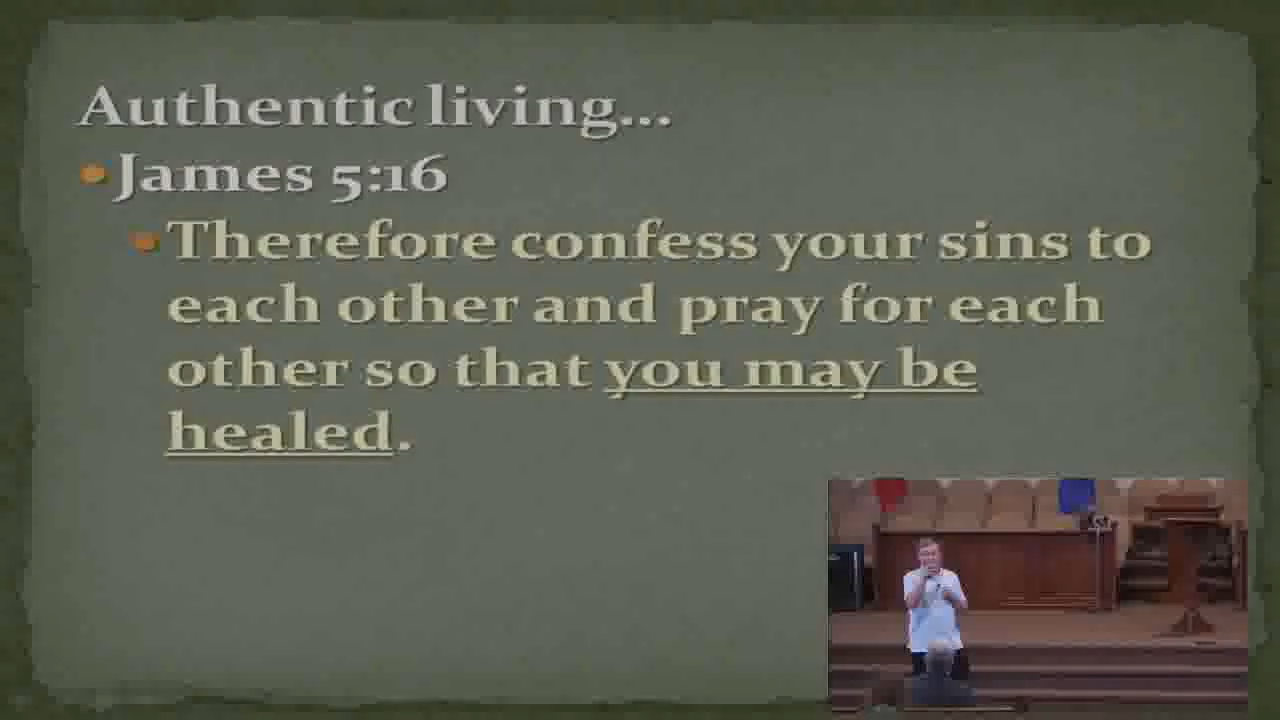 Authentic living...
James 5:16
Therefore confess your sins to
each other and pray for each
other so that you may be
healed.